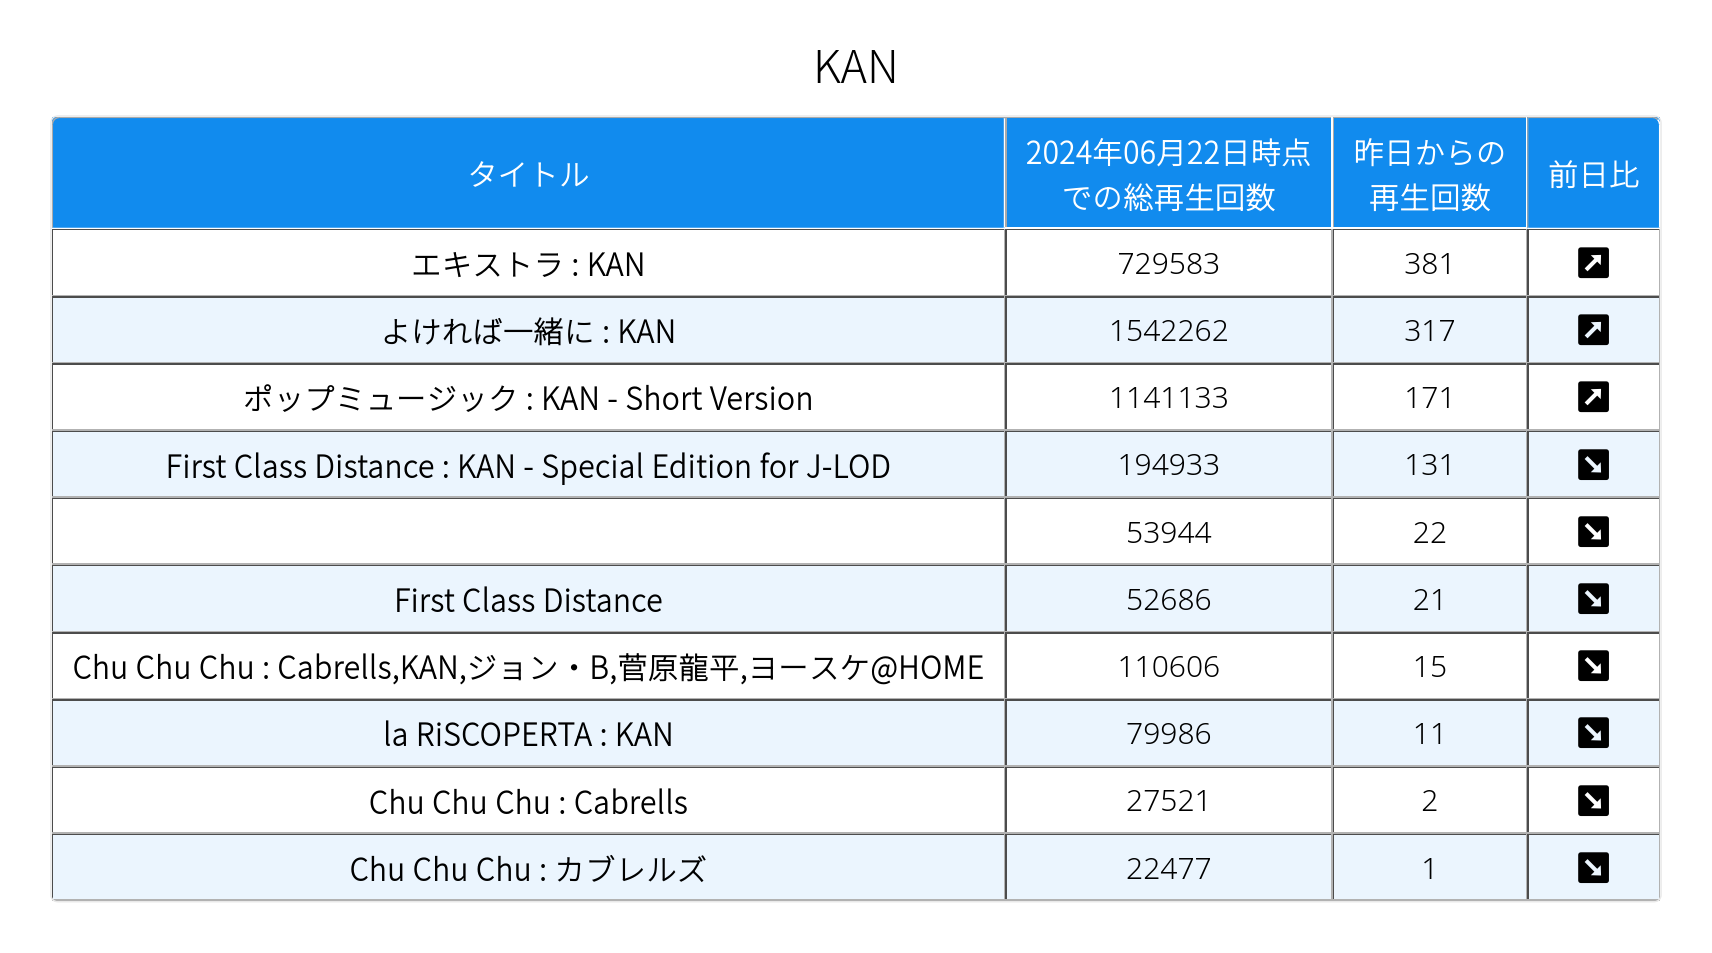 KAN
タイトル
2024年06月22日時点
での総再生回数
昨日からの
再生回数
前日比
エキストラ : KAN 729583 381
よければ一緒に : KAN 1542262 317
ポップミュージック : KAN - Short Version 1141133 171
First Class Distance : KAN - Special Edition for J-LOD 194933 131
53944 22
First Class Distance 52686 21
Chu Chu Chu : Cabrells,KAN,ジョン・B,菅原龍平,ヨースケ@HOME 110606 15
la RiSCOPERTA : KAN 79986 11
Chu Chu Chu : Cabrells 27521 2
Chu Chu Chu : カブレルズ 22477 1